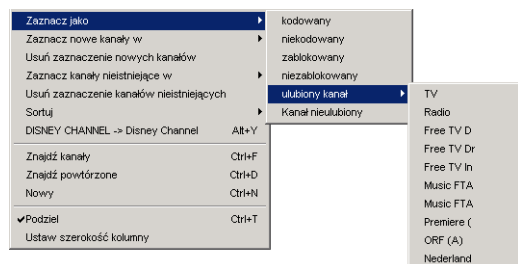 Zaznacz jako
Zaznacz nowe kanały w
Usuń zaznaczenie nowych kanałów
Zaznacz kanały nieistniejące w
Usuń zaznaczenie kanałów nieistniejących
Sortuj
DISNEY CHANNEL -> Disney Channel Alt+Y
Znajdź kanały Ctrl+F
Znajdź powtórzone Ctrl+D
Nowy Ctrl+N
✔Podziel Ctrl+T
Ustaw szerokość kolumny
kodowany
niekodowany
zablokowany
niezablokowany
ulubiony kanał
Kanał nieulubiony
TV
Radio
Free TV D
Free TV Dr
Free TV In
Music FTA
Music FTA
Premiere (
ORF (A)
Nederland